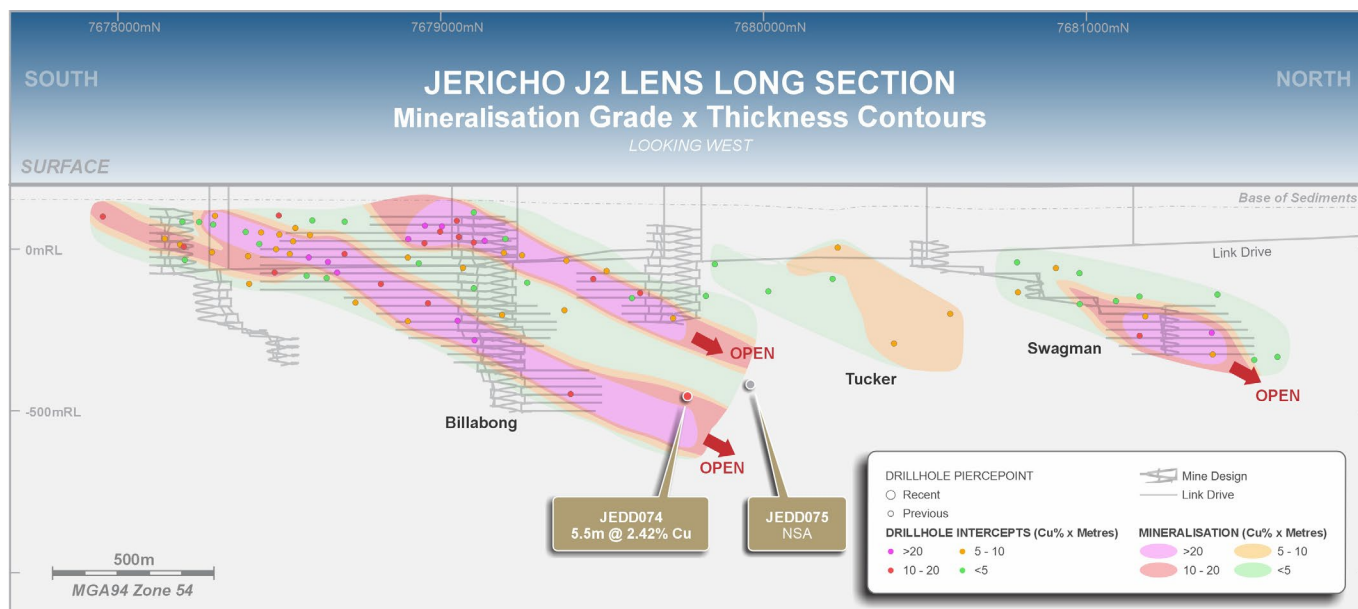 7678000mN
7679000mN
7680000mN
7681000mN
SOUTH
NORTH
JERICHO J2 LENS LONG SECTION
Mineralisation Grade x Thickness Contours
LOOKING WEST
SURFACE
Base of Sediments
0mRL
Link Drive
OPEN
Swagman
Tucker
OPEN
-500mRL
Billabong
OPEN
JEDD074
5.5m @ 2.42% Cu
JEDD075
NSA
DRILLHOLE PIERCEPOINT
Recent
Previous
Mine Design
Link Drive
DRILLHOLE INTERCEPTS (Cu% x Metres)
>20
5 - 10
10 - 20
<5
MINERALISATION (Cu% x Metres)
>20
5 - 10
10 - 20
<5
500m
MGA94 Zone 54